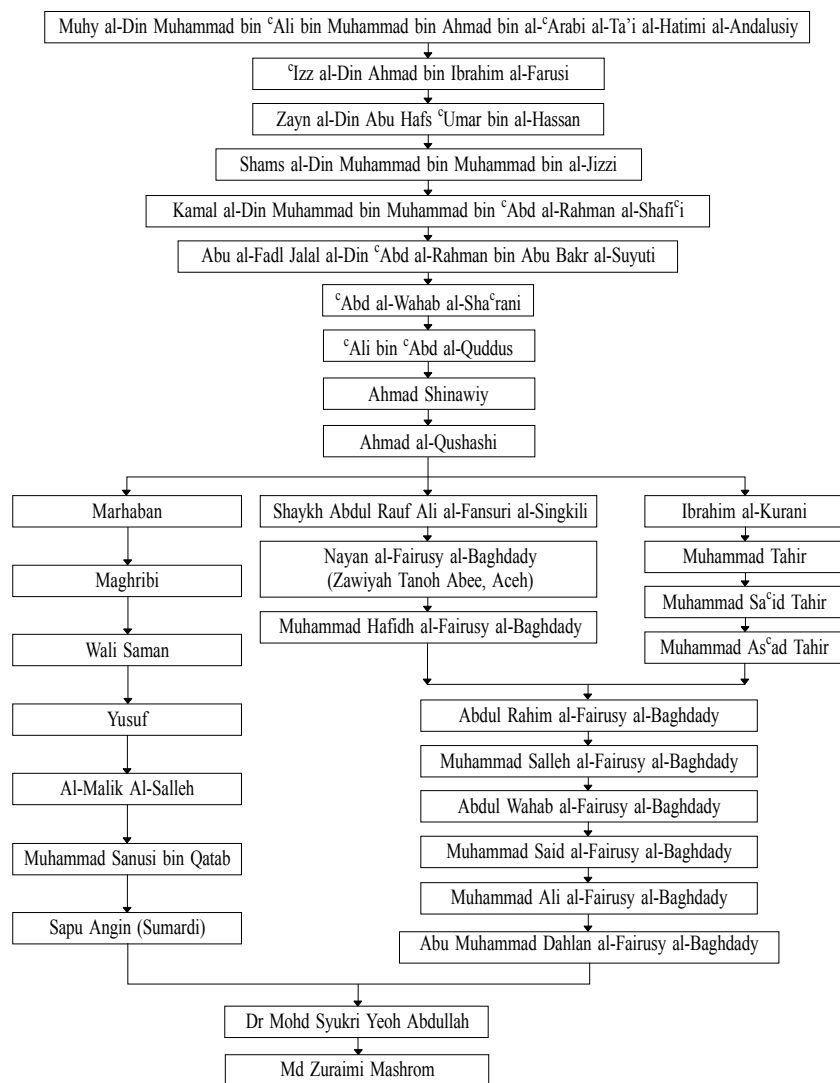 Muhy al-Din Muhammad bin ᶜAli bin Muhammad bin Ahmad bin al-ᶜArabi al-Ta’i al-Hatimi al-Andalusiy
ᶜIzz al-Din Ahmad bin Ibrahim al-Farusi
Zayn al-Din Abu Hafs ᶜUmar bin al-Hassan
Shams al-Din Muhammad bin Muhammad bin al-Jizzi
Kamal al-Din Muhammad bin Muhammad bin ᶜAbd al-Rahman al-Shafiᶜi
Abu al-Fadl Jalal al-Din ᶜAbd al-Rahman bin Abu Bakr al-Suyuti
ᶜAbd al-Wahab al-Shaᶜrani
ᶜAli bin ᶜAbd al-Quddus
Ahmad Shinawiy
Ahmad al-Qushashi
Marhaban
Maghribi
Wali Saman
Yusuf
Al-Malik Al-Salleh
Muhammad Sanusi bin Qatab
Sapu Angin (Sumardi)
Shaykh Abdul Rauf Ali al-Fansuri al-Singkili
Nayan al-Fairusy al-Baghdady
(Zawiyah Tanoh Abee, Aceh)
Muhammad Hafidh al-Fairusy al-Baghdady
Ibrahim al-Kurani
Muhammad Tahir
Muhammad Saᶜid Tahir
Muhammad Asᶜad Tahir
Abdul Rahim al-Fairusy al-Baghdady
Muhammad Salleh al-Fairusy al-Baghdady
Abdul Wahab al-Fairusy al-Baghdady
Muhammad Said al-Fairusy al-Baghdady
Muhammad Ali al-Fairusy al-Baghdady
Abu Muhammad Dahlan al-Fairusy al-Baghdady
Dr Mohd Syukri Yeoh Abdullah
Md Zuraimi Mashrom